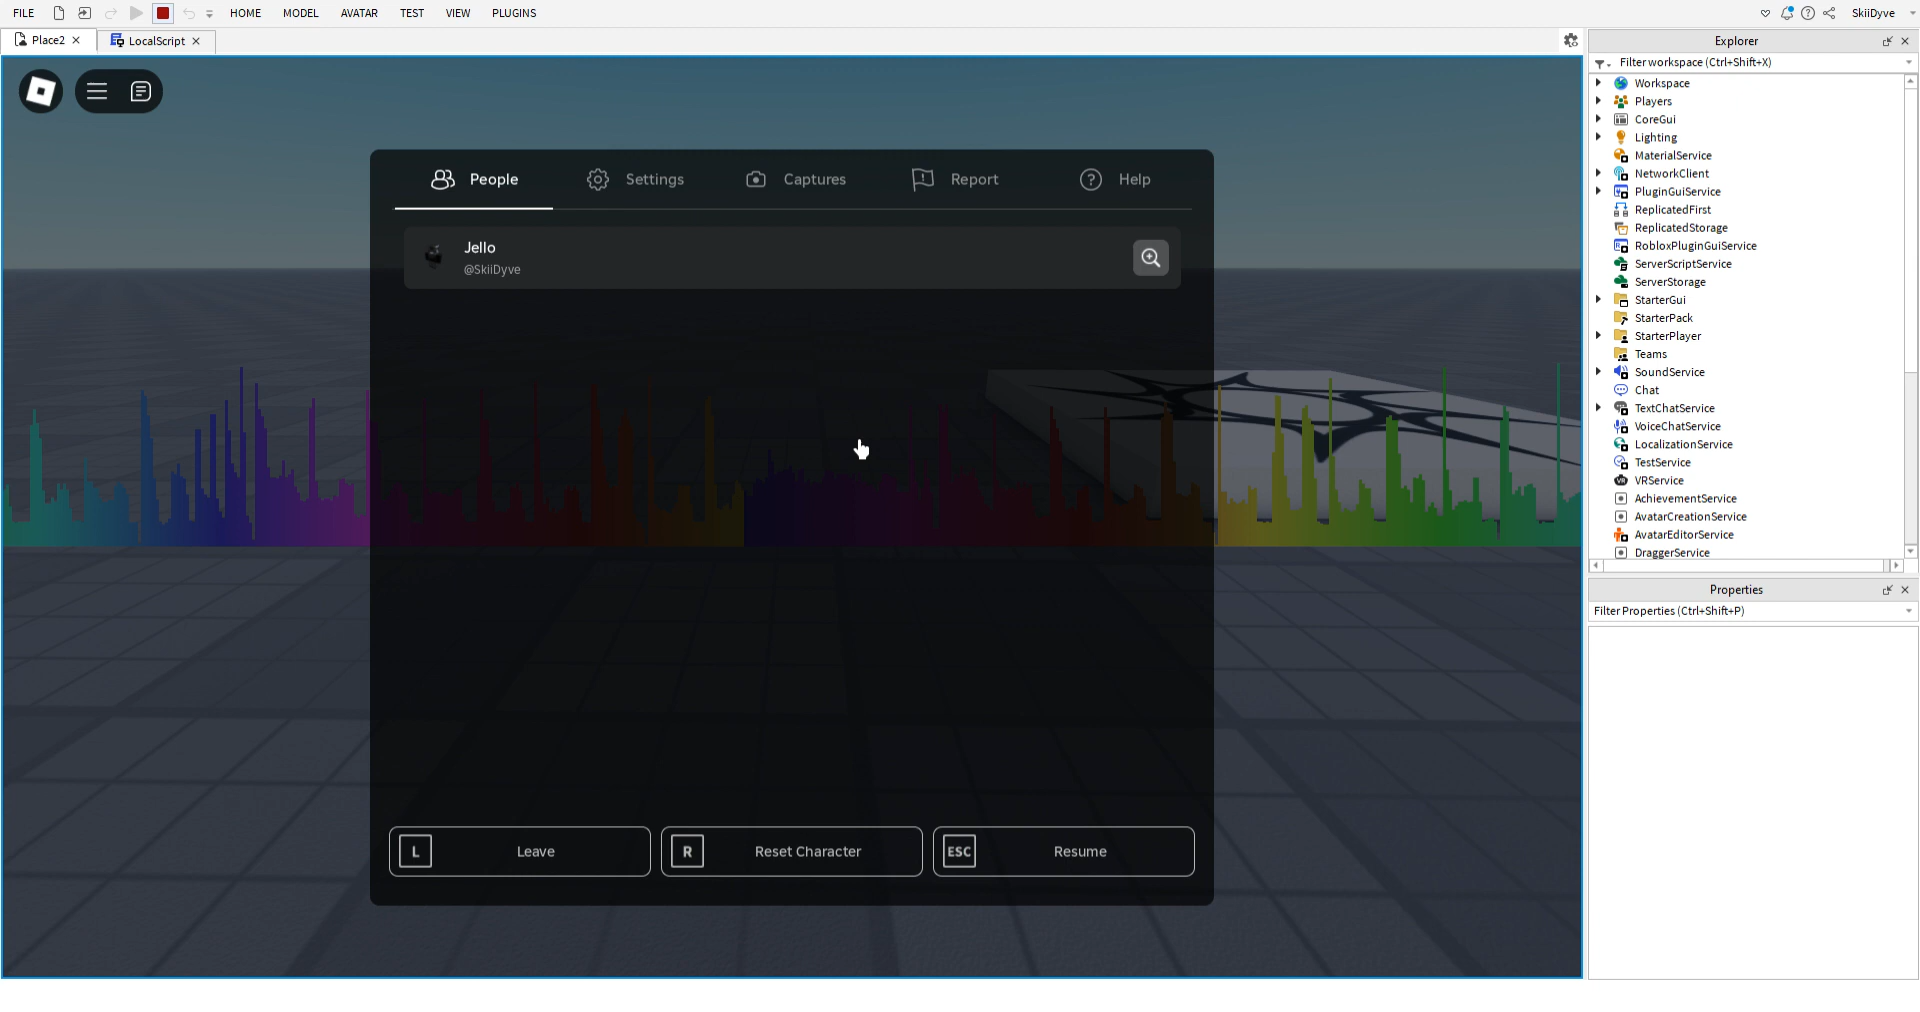 FILE HOME MODEL AVATAR TEST VIEW PLUGINS SkiiDyve
Place2 LocalScript
People Settings Captures Report Help
Jello
@SkiiDyve
L Leave R Reset Character ESC Resume
Explorer
Filter workspace (Ctrl+Shift+X)
Workspace
Players
CoreGui
Lighting
MaterialService
NetworkClient
PluginGuiService
ReplicatedFirst
ReplicatedStorage
RobloxPluginGuiService
ServerScriptService
ServerStorage
StarterGui
StarterPack
StarterPlayer
Teams
SoundService
Chat
TextChatService
VoiceChatService
LocalizationService
TestService
VRService
AchievementService
AvatarCreationService
AvatarEditorService
DraggerService
Properties
Filter Properties (Ctrl+Shift+P)